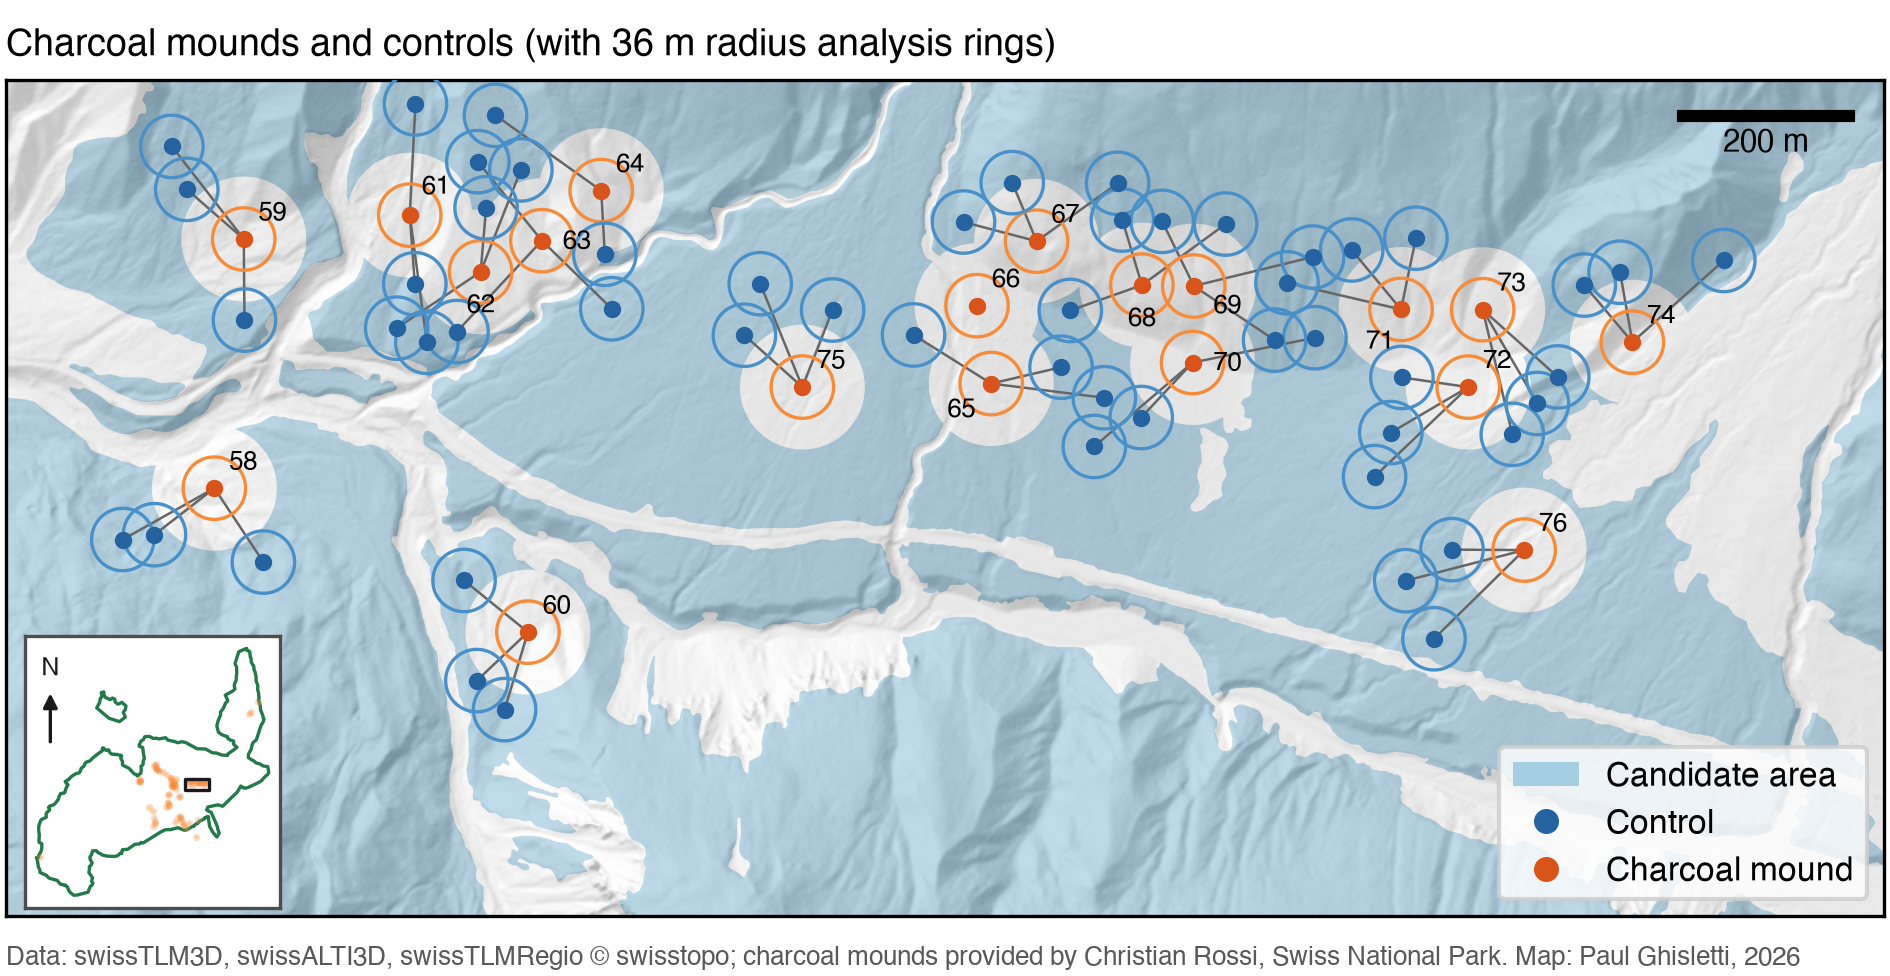 Charcoal mounds and controls (with 36 m radius analysis rings)
200 m
64
61
59
67
63
66
73
62
69
68
74
71
75
70
72
65
58
76
60
N
Candidate area
Control
Charcoal mound
Data: swissTLM3D, swissALTI3D, swissTLMRegio © swisstopo; charcoal mounds provided by Christian Rossi, Swiss National Park. Map: Paul Ghisletti, 2026